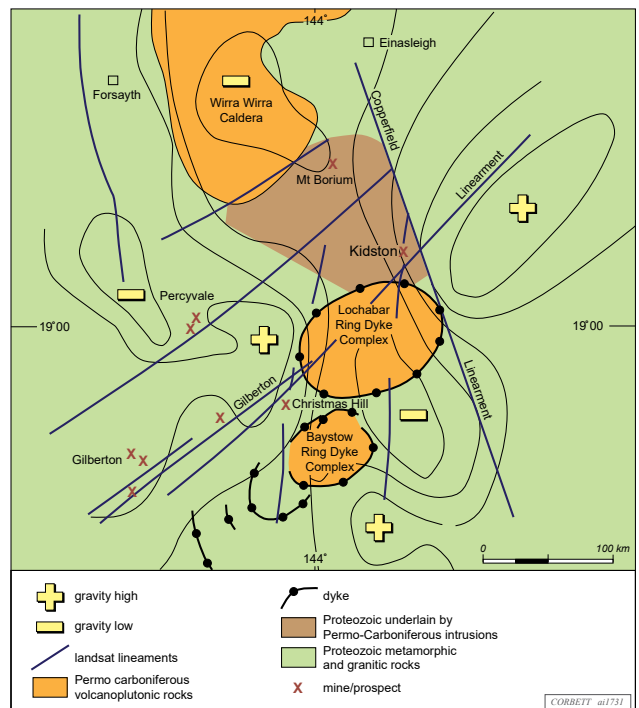 144°
Einasleigh
Forsayth
Wirra Wirra
Caldera
Copperfield
Linearment
Mt Borium
Kidston
Percyvale
19°00
19°00
Lochabar
Ring Dyke
Complex
Gilberton
Linearment
Christmas Hill
Baystow
Ring Dyke
Complex
Gilberton
144°
0
100 km
gravity high
gravity low
landsat lineaments
Permo carboniferous
volcanoplutonic rocks
dyke
Proteozoic underlain by
Permo-Carboniferous intrusions
Proteozoic metamorphic
and granitic rocks
X mine/prospect
CORBETT ai1731